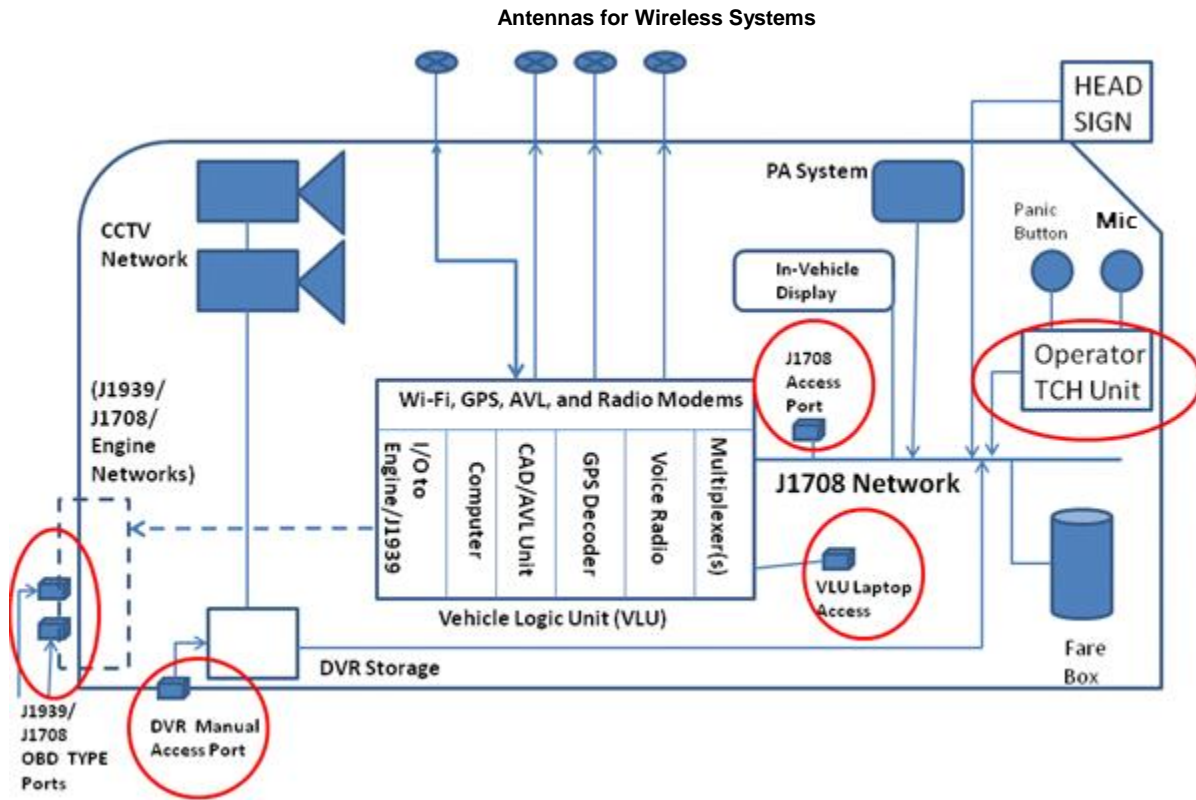 Antennas for Wireless Systems
HEAD
SIGN
PA System
Panic
Button
Mic
CCTV
Network
In-Vehicle
Display
J1708
Access
Port
Operator
TCH Unit
(J1939/
J1708/
Engine
Networks)
Wi-Fi, GPS, AVL, and Radio Modems
I/O to
Engine/J1939
Computer
CAD/AVL Unit
GPS Decoder
Voice Radio
Multiplexer(s)
J1708 Network
VLU Laptop
Access
Vehicle Logic Unit (VLU)
Fare
Box
DVR Storage
J1939/
J1708
OBD TYPE
Ports
DVR Manual
Access Port